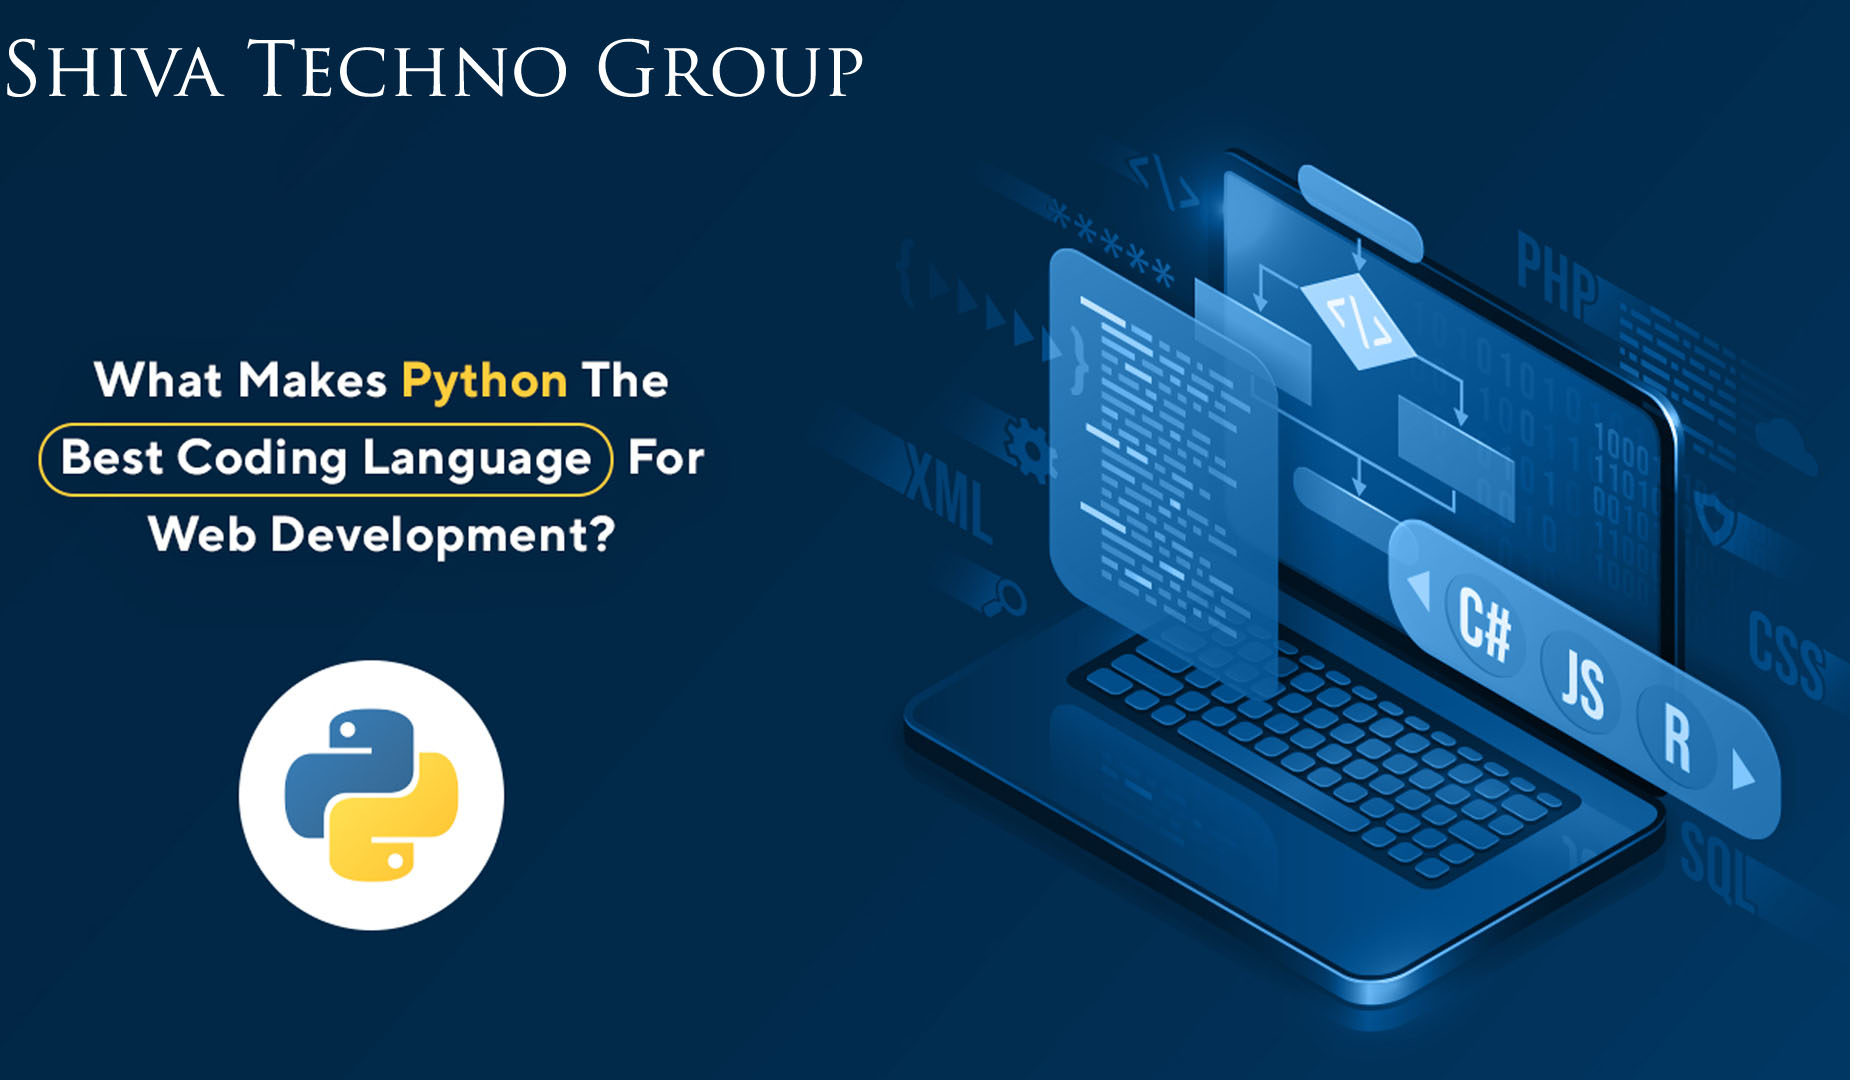 SHIVA TECHNO GROUP
What Makes Python The
Best Coding Language For
Web Development?
</>
*****
{
}
XML
</>
PHP
C#
JS
R
CSS
SQL